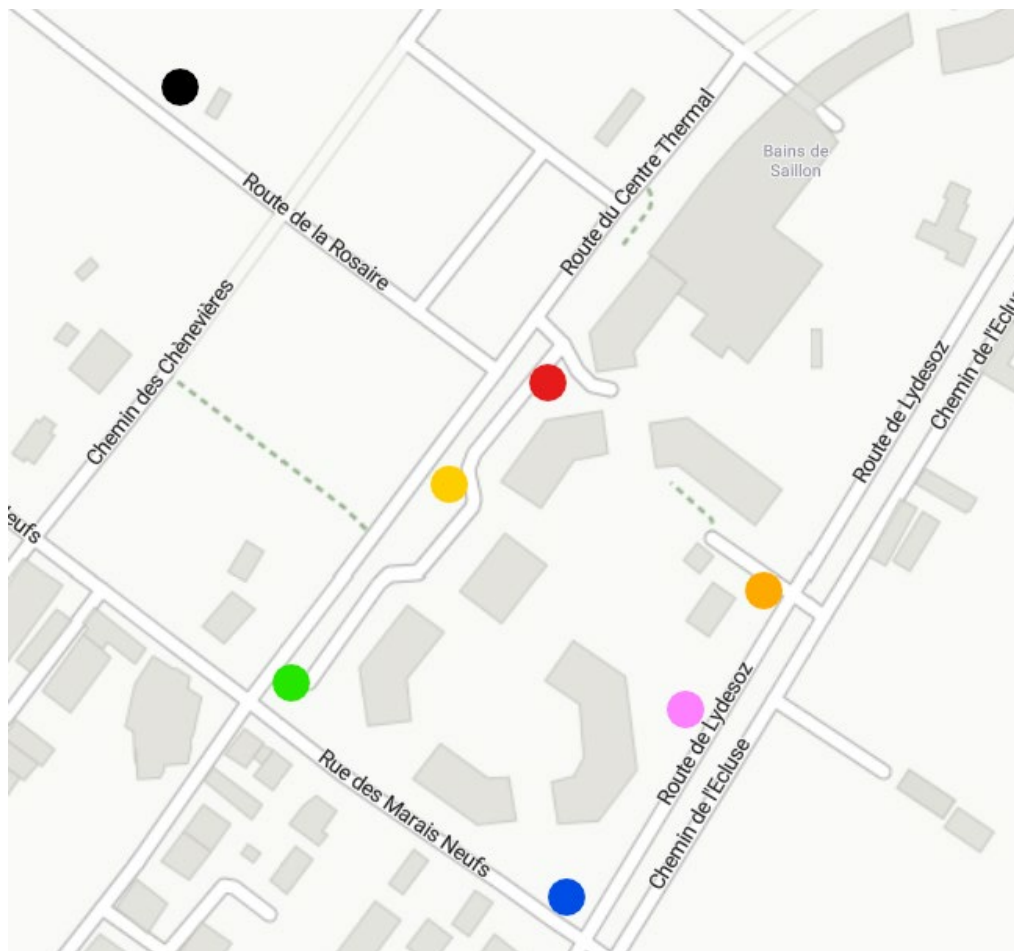 Bains de
Saillon
Route du Centre Thermal
Route de la Rosaire
Chemin des Chènevières
Chemin de l'Ecluse
Route de Lydesoz
eufs
Route de Lydesoz
Rue des Marais Neufs
Chemin de l'Ecluse